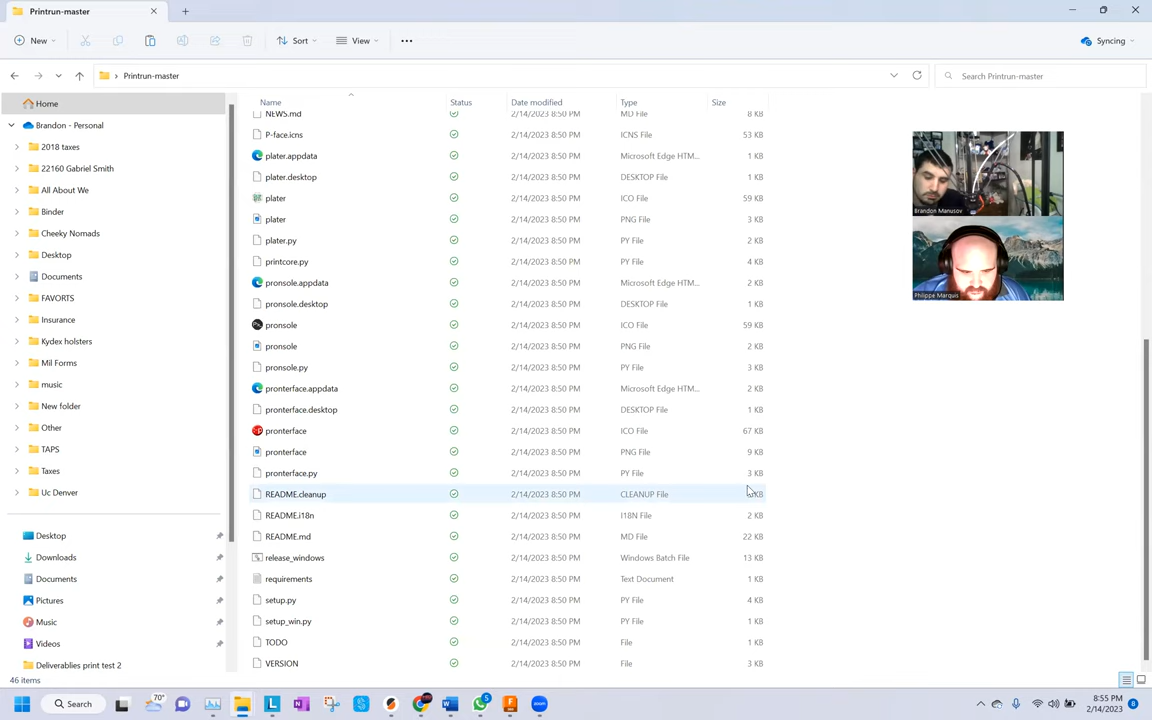 Printrun-master
New
Sort
View
Syncing
Printrun-master
Search Printrun-master
Name Status Date modified Type Size
Home
Brandon - Personal
2018 taxes
22160 Gabriel Smith
All About We
Binder
Cheeky Nomads
Desktop
Documents
FAVORTS
Insurance
Kydex holsters
Mil Forms
music
New folder
Other
TAPS
Taxes
Uc Denver
Desktop
Downloads
Documents
Pictures
Music
Videos
Deliverablies print test 2
NEWS.md 2/14/2023 8:50 PM MD File 8 KB
P-face.icns 2/14/2023 8:50 PM ICNS File 53 KB
plater.appdata 2/14/2023 8:50 PM Microsoft Edge HTM... 1 KB
plater.desktop 2/14/2023 8:50 PM DESKTOP File 1 KB
plater 2/14/2023 8:50 PM ICO File 59 KB
plater 2/14/2023 8:50 PM PNG File 3 KB
plater.py 2/14/2023 8:50 PM PY File 2 KB
printcore.py 2/14/2023 8:50 PM PY File 4 KB
pronsole.appdata 2/14/2023 8:50 PM Microsoft Edge HTM... 2 KB
pronsole.desktop 2/14/2023 8:50 PM DESKTOP File 1 KB
pronsole 2/14/2023 8:50 PM ICO File 59 KB
pronsole 2/14/2023 8:50 PM PNG File 2 KB
pronsole.py 2/14/2023 8:50 PM PY File 3 KB
pronterface.appdata 2/14/2023 8:50 PM Microsoft Edge HTM... 2 KB
pronterface.desktop 2/14/2023 8:50 PM DESKTOP File 1 KB
pronterface 2/14/2023 8:50 PM ICO File 67 KB
pronterface 2/14/2023 8:50 PM PNG File 9 KB
pronterface.py 2/14/2023 8:50 PM PY File 3 KB
README.cleanup 2/14/2023 8:50 PM CLEANUP File KB
README.i18n 2/14/2023 8:50 PM I18N File 2 KB
README.md 2/14/2023 8:50 PM MD File 22 KB
release_windows 2/14/2023 8:50 PM Windows Batch File 13 KB
requirements 2/14/2023 8:50 PM Text Document 1 KB
setup.py 2/14/2023 8:50 PM PY File 4 KB
setup_win.py 2/14/2023 8:50 PM PY File 3 KB
TODO 2/14/2023 8:50 PM File 1 KB
VERSION 2/14/2023 8:50 PM File 3 KB
Brandon Manusov
Philippe Marquis
46 items
70°
Search
5
8:55 PM
2/14/2023
8